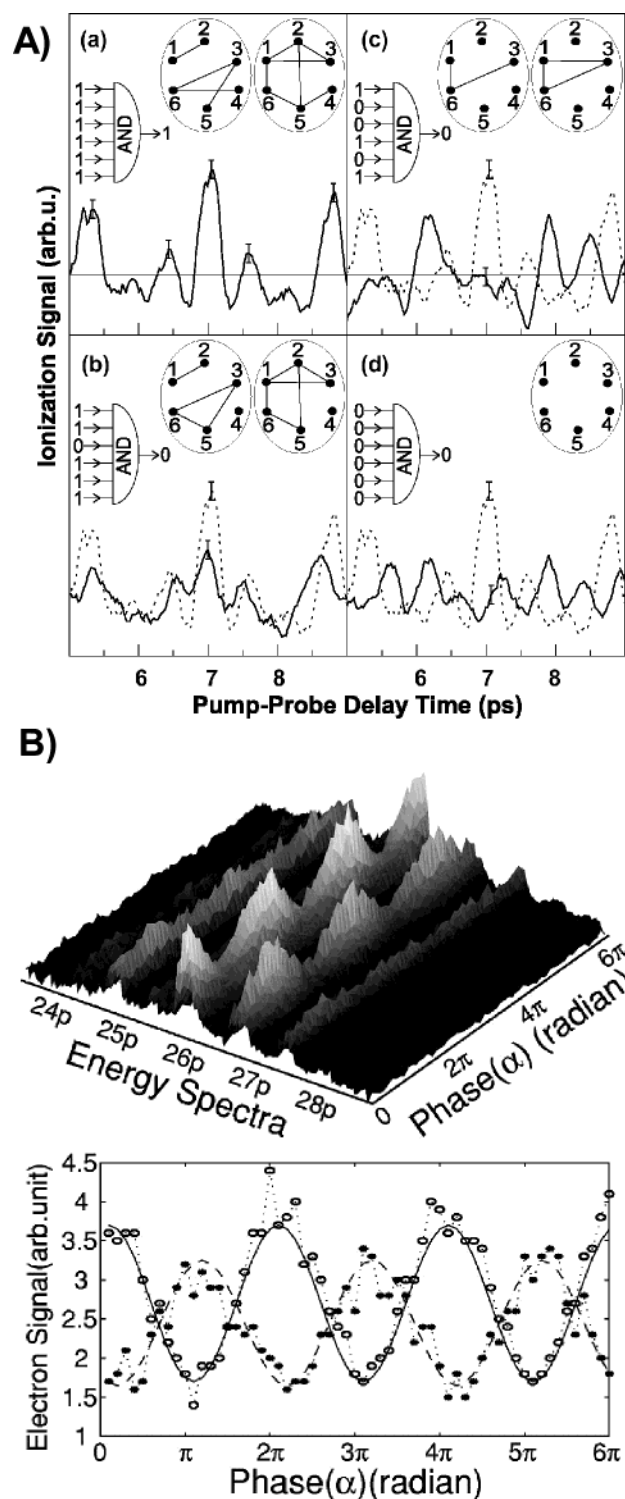 A)
(a)
1 2 3 4 5 6
1 2 3 4 5 6
1
1
1
1
1
1
AND
1
(c)
1 2 3 4 5 6
1 2 3 4 5 6
1
0
0
0
1
0
1
AND
0
(b)
1 2 3 4 5 6
1 2 3 4 5 6
1
1
0
1
1
1
AND
0
(d)
1 2 3 4 5 6
0
0
0
0
0
0
AND
0
Ionization Signal (arb.u.)
6 7 8 6 7 8
Pump-Probe Delay Time (ps)
B)
24p 25p 26p 27p 28p
Energy Spectra
0 2π 4π 6π
Phase(α) (radian)
4.5
4
3.5
3
2.5
2
1.5
1
Electron Signal(arb.unit)
0 π 2π 3π 4π 5π 6π
Phase(α)(radian)